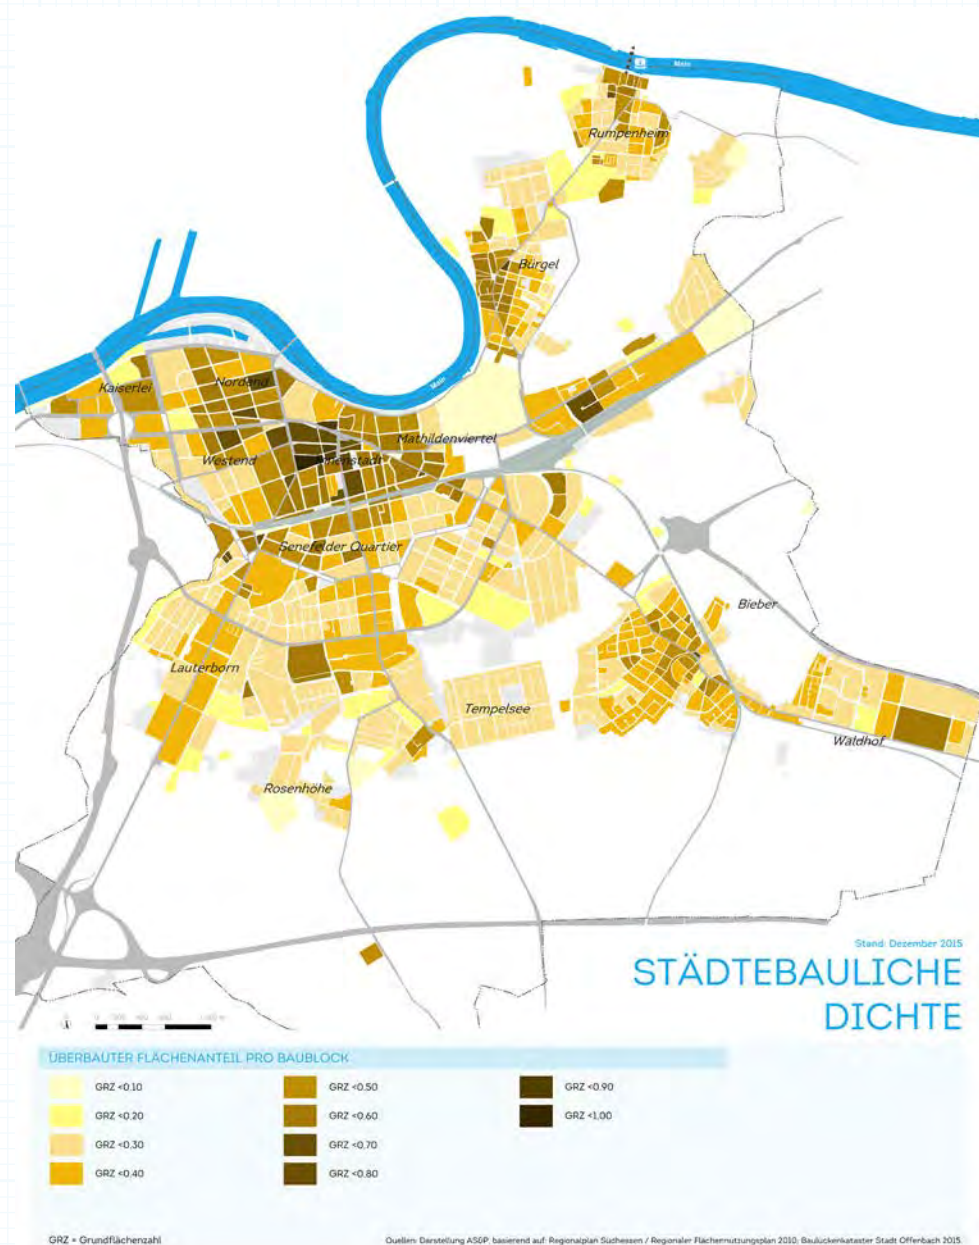 Main
Rumpenheim
Bürgel
Kaiserlei
Nordend
Main
Mathildenviertel
Westend
Innenstadt
Senefelder Quartier
Bieber
Lauterborn
Tempelsee
Waldhof
Rosenhöhe
Stand: Dezember 2015
STÄDTEBAULICHE
DICHTE
ÜBERBAUTER FLÄCHENANTEIL PRO BAUBLOCK
GRZ <0.10
GRZ <0.20
GRZ <0.30
GRZ <0.40
GRZ <0.50
GRZ <0.60
GRZ <0.70
GRZ <0.80
GRZ <0.90
GRZ <1.00
GRZ = Grundflächenzahl
Quellen: Darstellung AS&P, basierend auf: Regionalplan Südhessen / Regionaler Flächennutzungsplan 2010; Baulückenkataster Stadt Offenbach 2015.